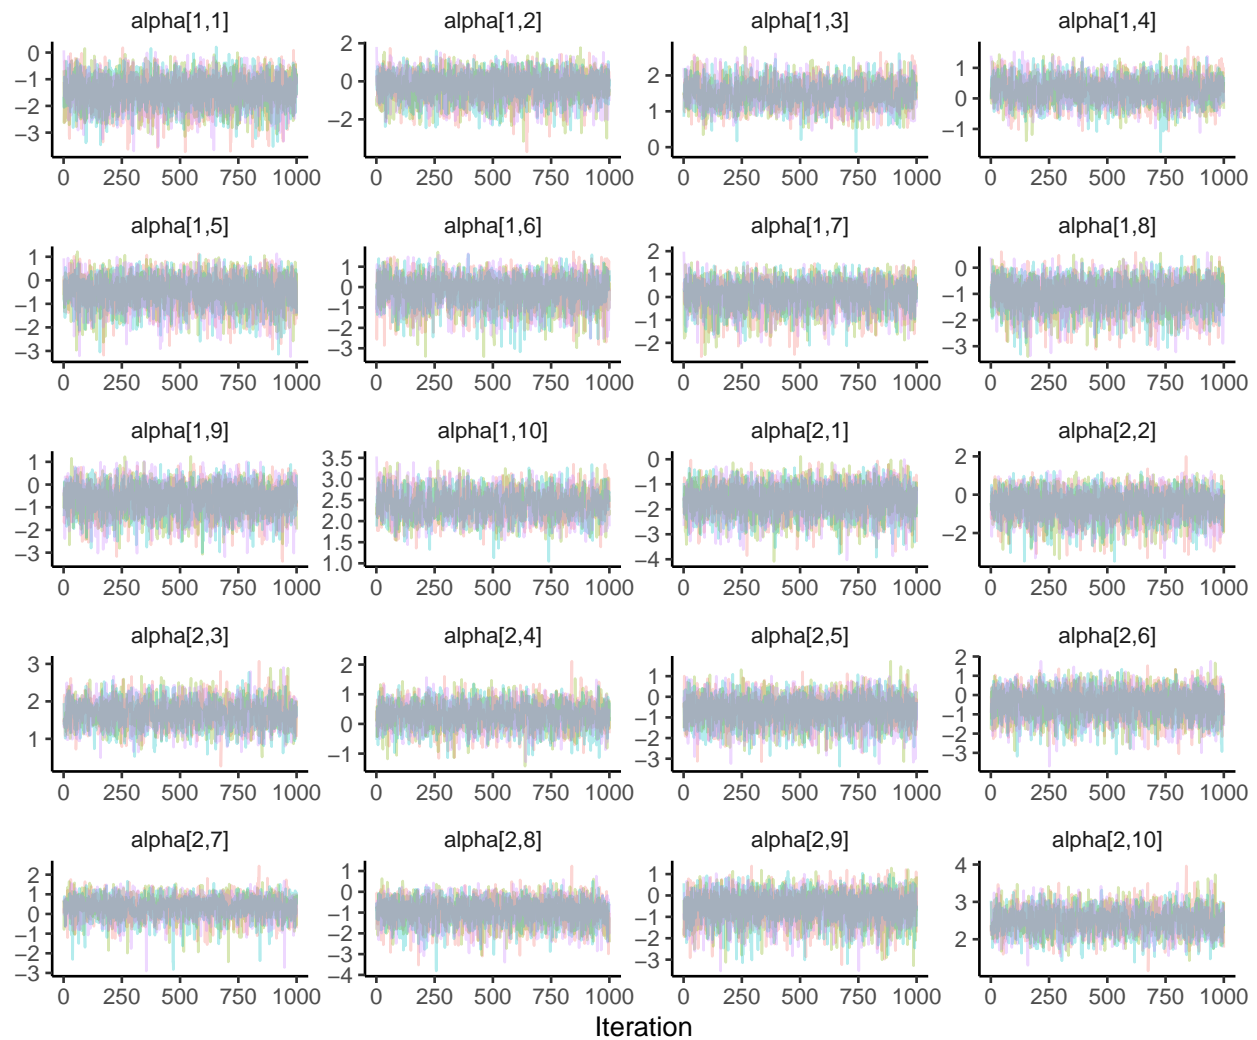 alpha[1,1] alpha[1,2] alpha[1,3] alpha[1,4]
0 −1 −2 −3
2 0 −2
2 1 0
1 0 −1
0 250 500 750 1000 0 250 500 750 1000 0 250 500 750 1000 0 250 500 750 1000
alpha[1,5] alpha[1,6] alpha[1,7] alpha[1,8]
1 0 −1 −2 −3
1 0 −1 −2 −3
2 1 0 −1 −2
0 −1 −2 −3
0 250 500 750 1000 0 250 500 750 1000 0 250 500 750 1000 0 250 500 750 1000
alpha[1,9] alpha[1,10] alpha[2,1] alpha[2,2]
1 0 −1 −2 −3
3.5 3.0 2.5 2.0 1.5 1.0
0 −1 −2 −3 −4
2 0 −2
0 250 500 750 1000 0 250 500 750 1000 0 250 500 750 1000 0 250 500 750 1000
alpha[2,3] alpha[2,4] alpha[2,5] alpha[2,6]
3 2 1
2 1 0 −1
1 0 −1 −2 −3
2 1 0 −1 −2 −3
0 250 500 750 1000 0 250 500 750 1000 0 250 500 750 1000 0 250 500 750 1000
alpha[2,7] alpha[2,8] alpha[2,9] alpha[2,10]
2 1 0 −1 −2 −3
1 0 −1 −2 −3 −4
1 0 −1 −2 −3
4 3 2
0 250 500 750 1000 0 250 500 750 1000 0 250 500 750 1000 0 250 500 750 1000
Iteration